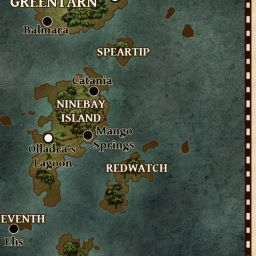 GREENTARN
Balmara
SPEARTIP
Catania
NINEBAY
ISLAND
Mango
Springs
Olladra's
Lagoon
REDWATCH
EVENTH
Elis